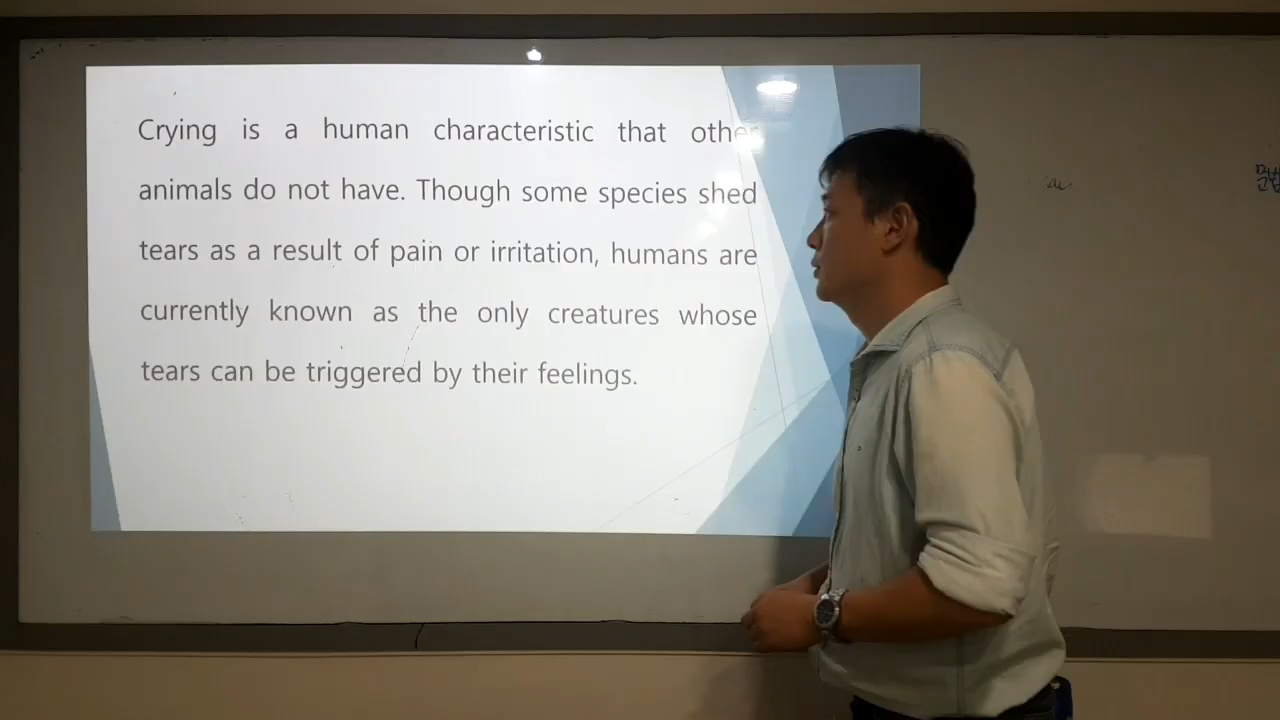 Crying is a human characteristic that other
animals do not have. Though some species shed
tears as a result of pain or irritation, humans are
currently known as the only creatures whose
tears can be triggered by their feelings.